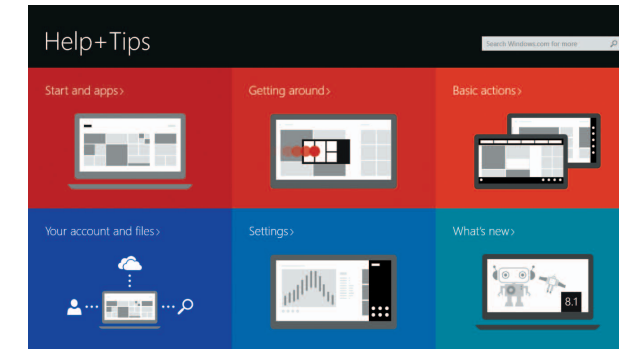 Help+Tips
Search Windows.com for more
Start and apps›
Getting around›
Basic actions›
Your account and files›
Settings›
What's new›
8.1